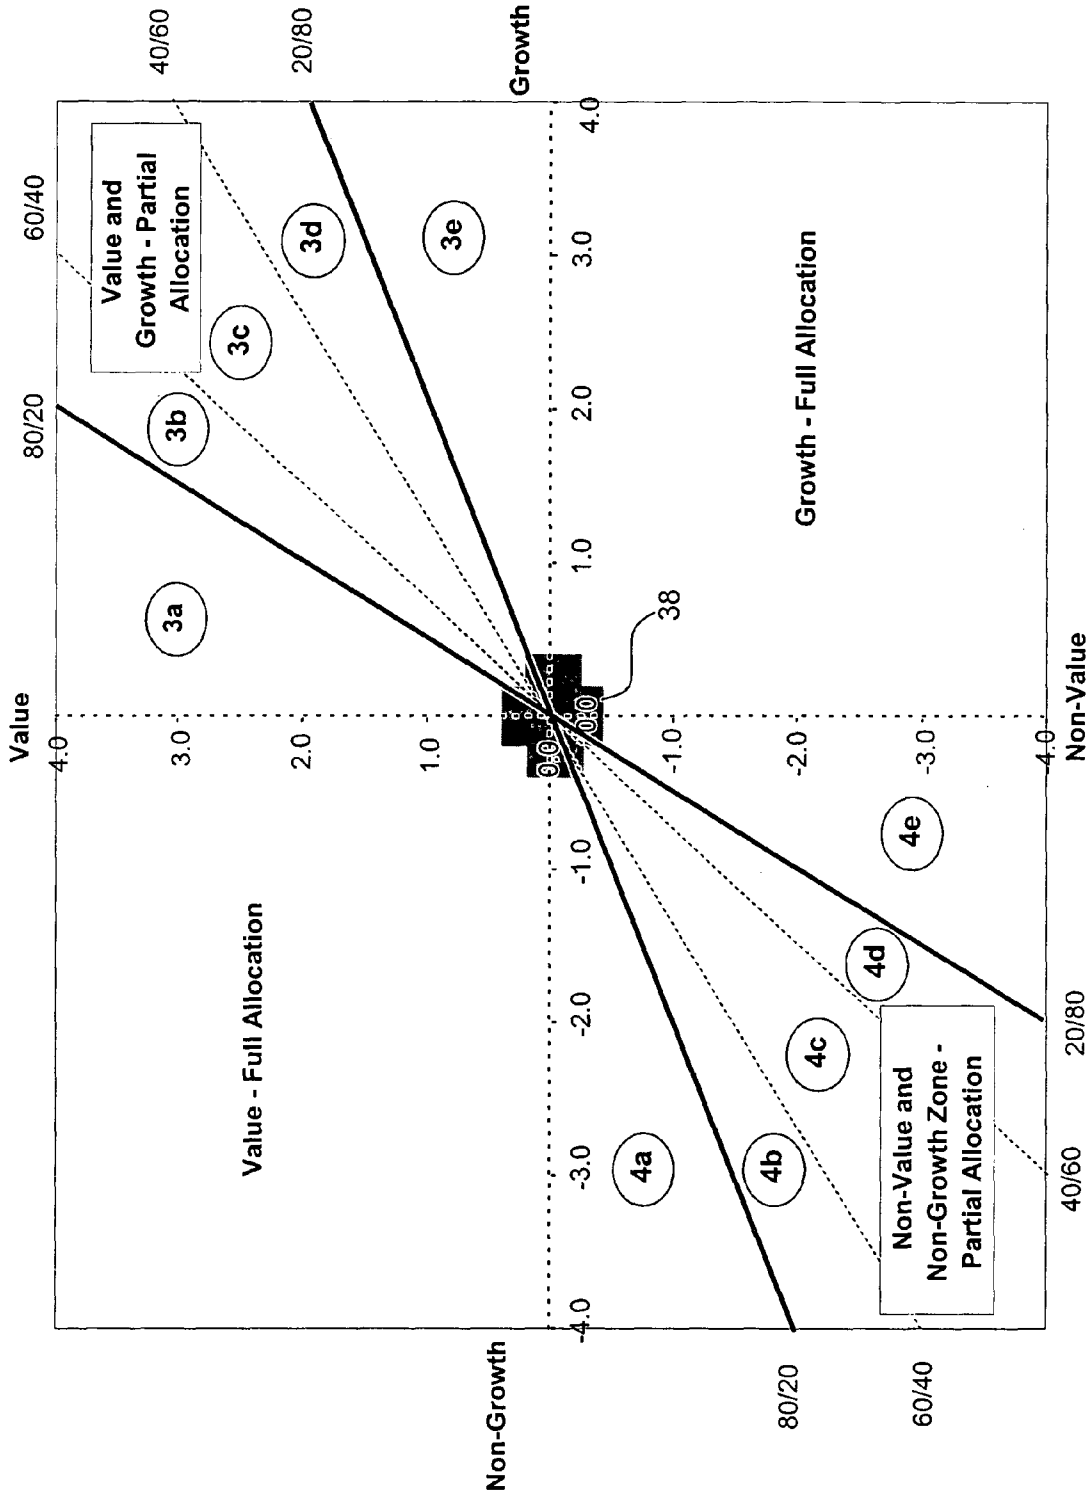 Value
80/20
60/40
4.0
Value and
Growth - Partial
Allocation
40/60
3.0
3a
3b
3c
Value - Full Allocation
2.0
3d
20/80
1.0
3e
Non-Growth
Growth
0.0
-4.0
-3.0
-2.0
-1.0
0.0
1.0
2.0
3.0
4.0
4a
-1.0
38
4b
80/20
-2.0
Growth - Full Allocation
4c
4d
4e
-3.0
60/40
Non-Value and
Non-Growth Zone -
Partial Allocation
-4.0
40/60
20/80
Non-Value